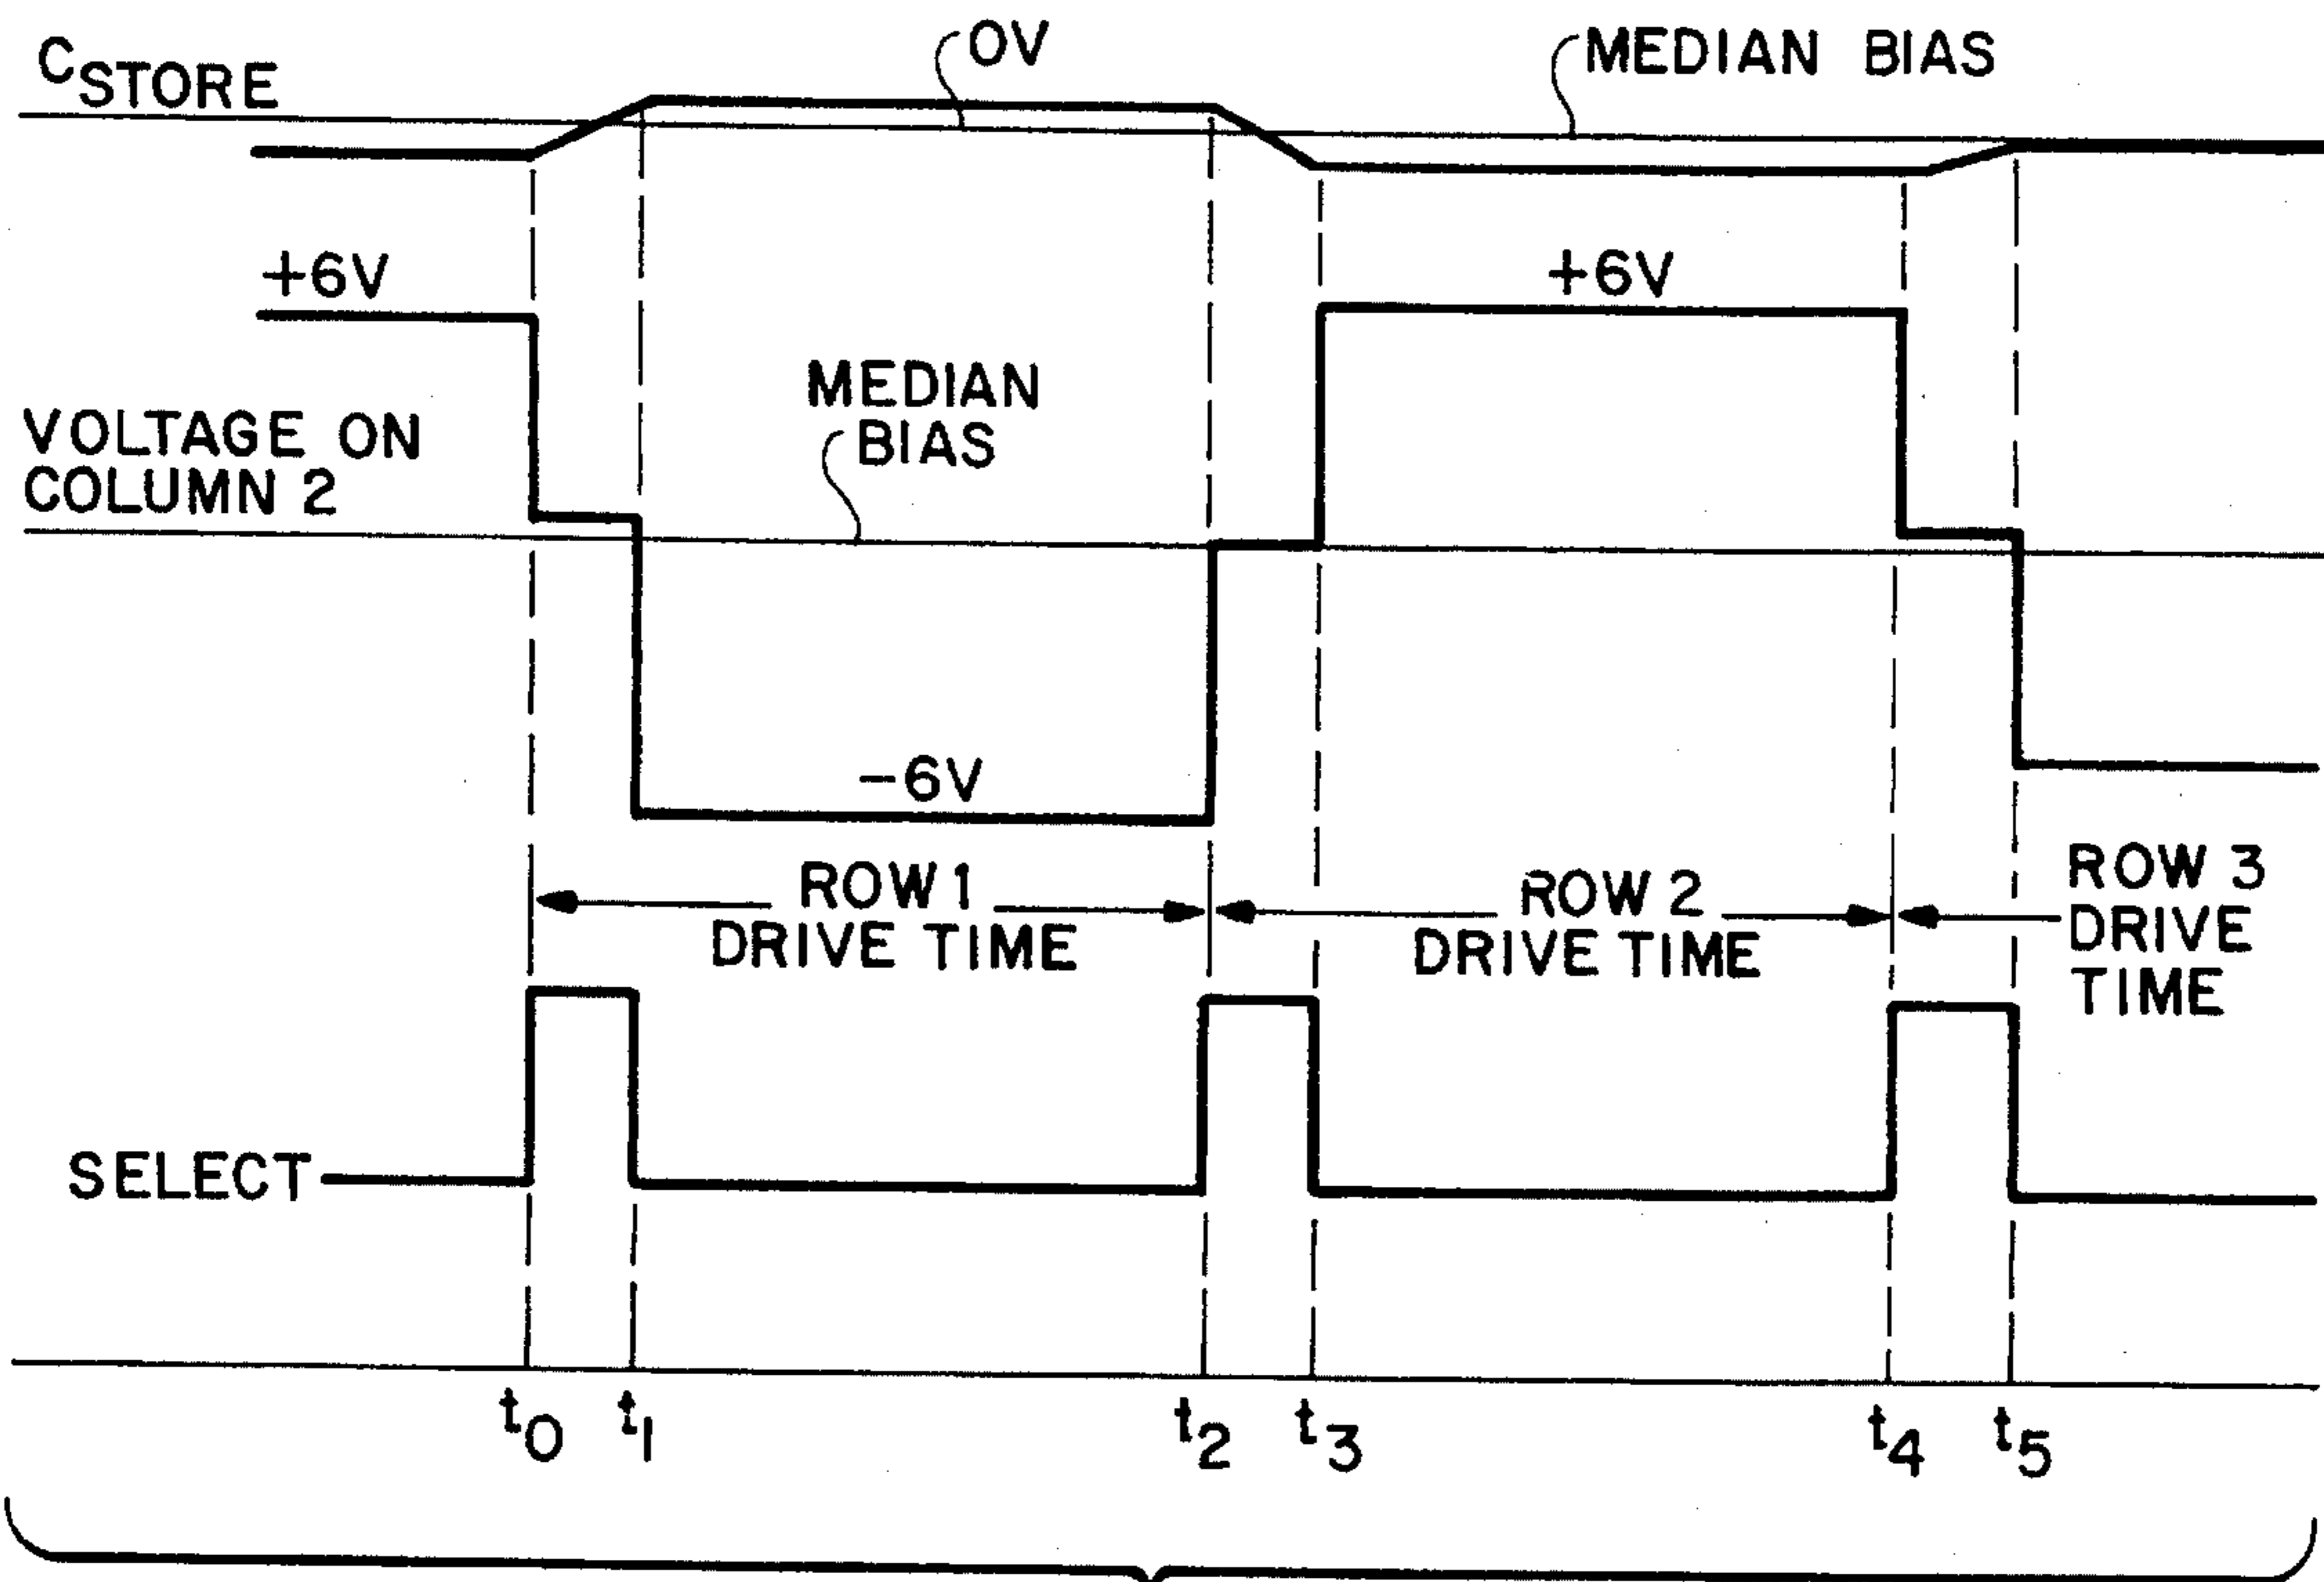 CSTORE
0V
MEDIAN BIAS
+6V
+6V
MEDIAN
BIAS
VOLTAGE ON
COLUMN 2
-6V
ROW 1
DRIVE TIME
ROW 2
DRIVE TIME
ROW 3
DRIVE
TIME
SELECT
t0 t1 t2 t3 t4 t5